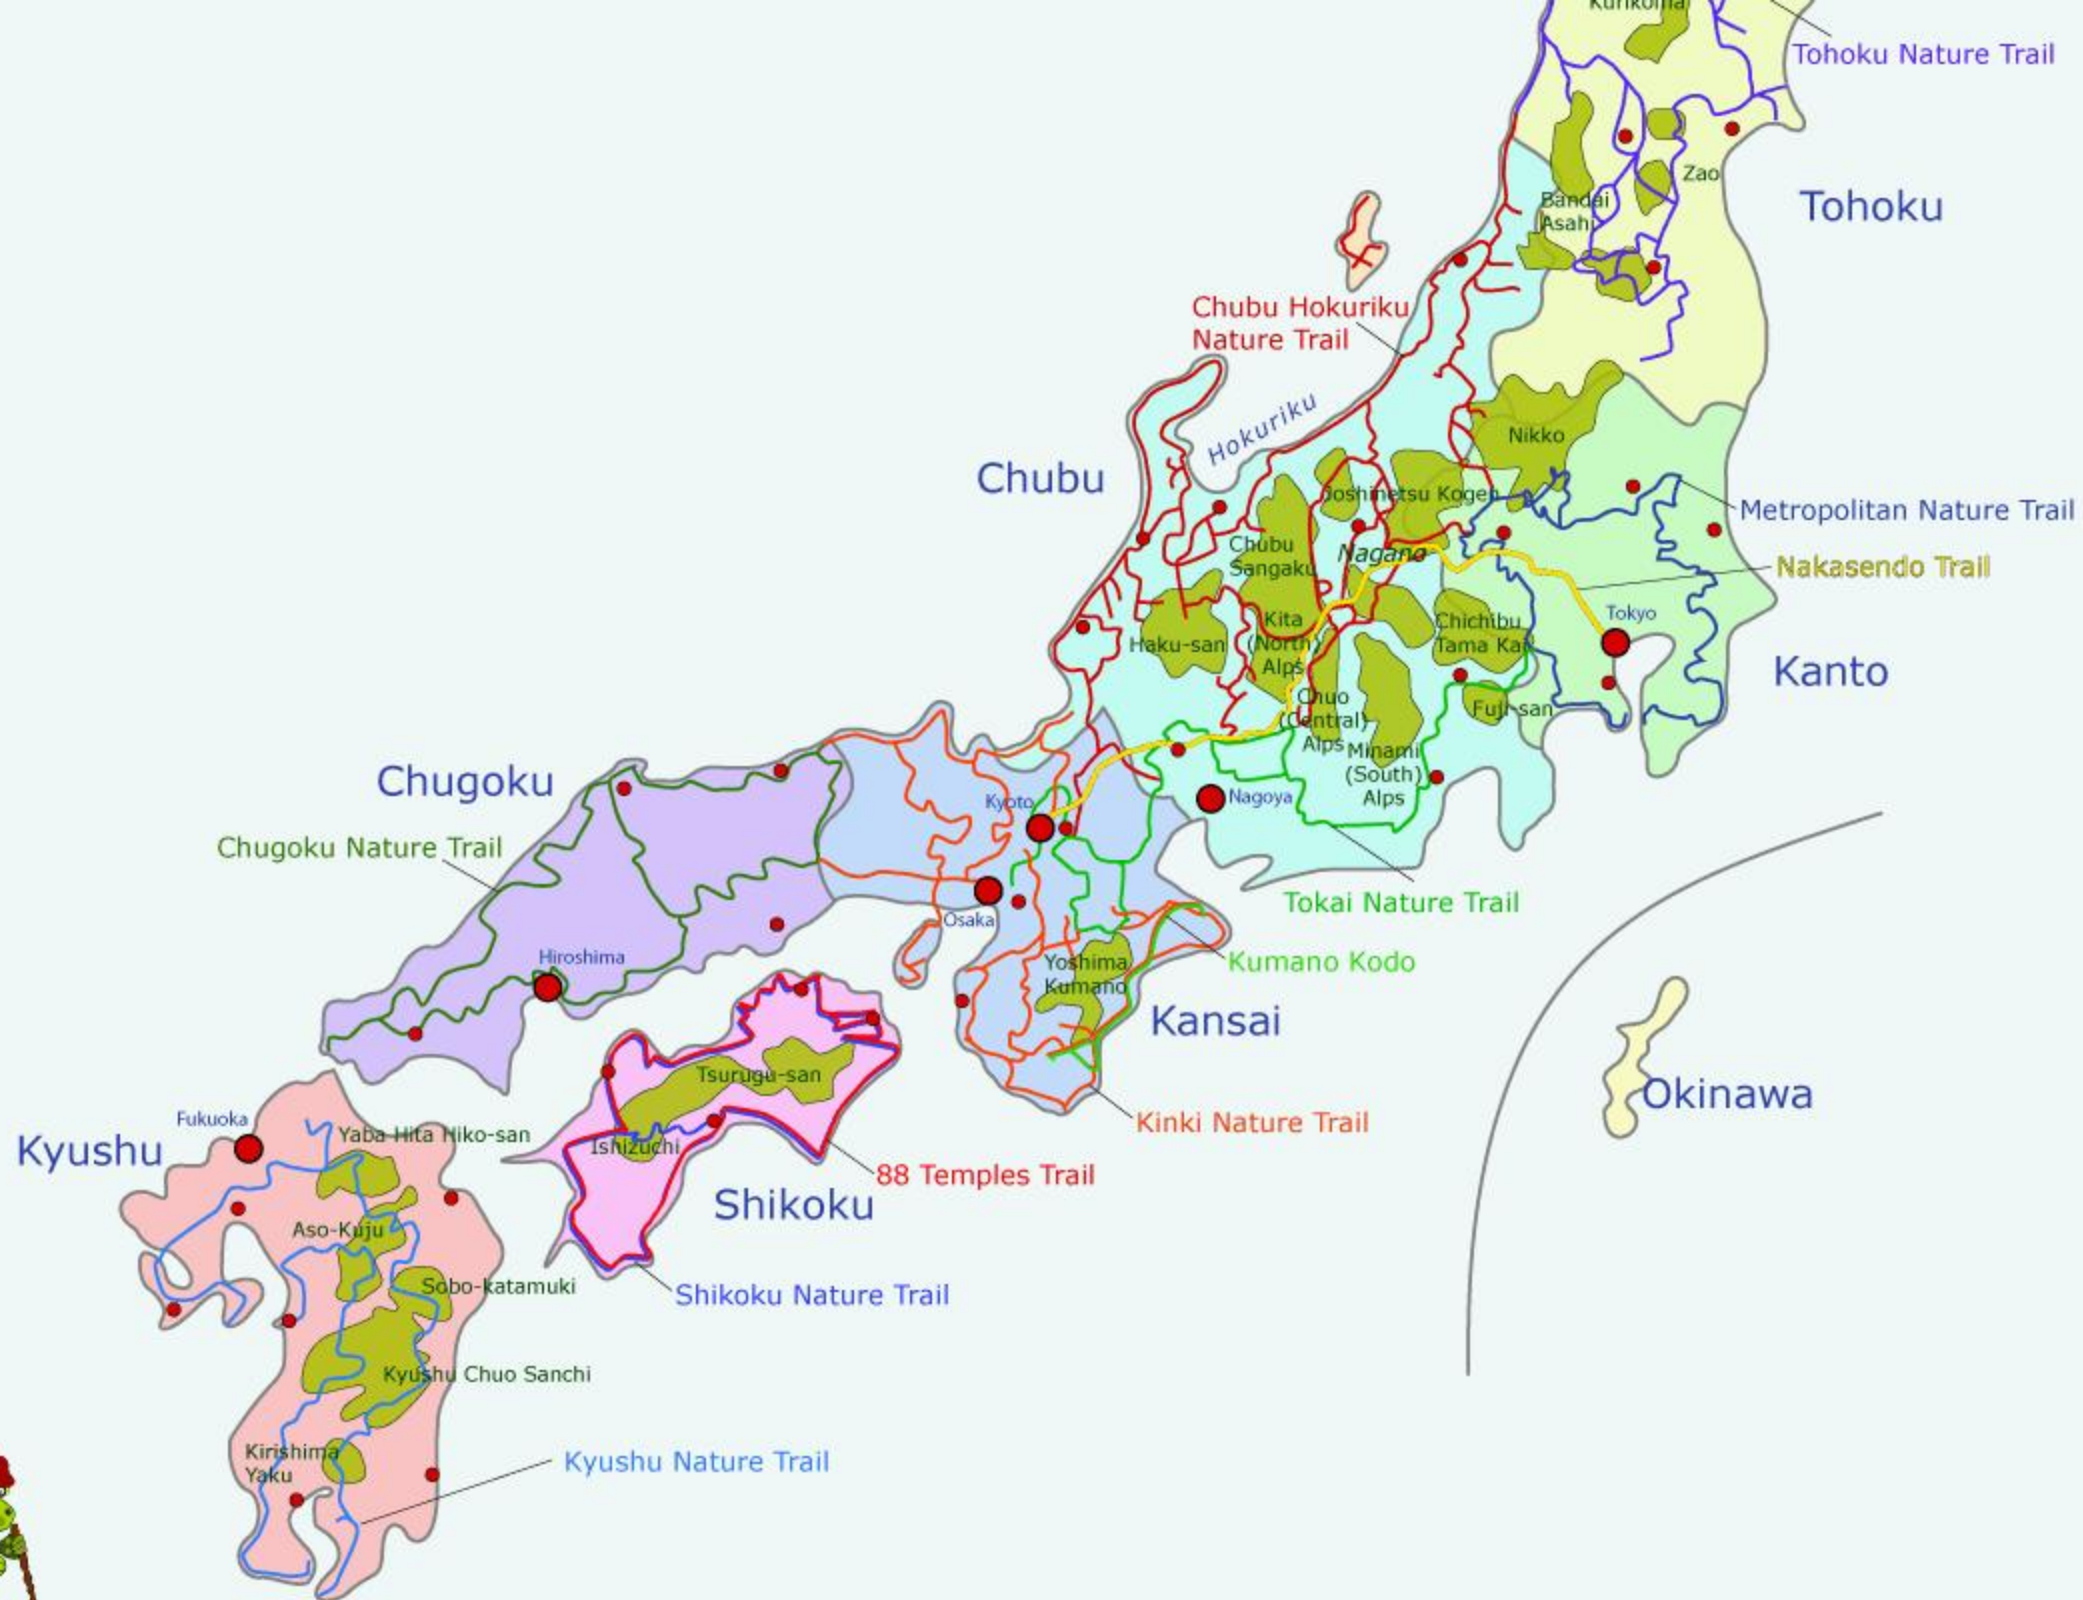 Kurikoma
Tohoku Nature Trail
Zao
Bandai
Asahi
Tohoku
Chubu Hokuriku
Nature Trail
Hokuriku
Nikko
Chubu
Joshinetsu Kogen
Metropolitan Nature Trail
Chubu
Sangaku
Nagano
Nakasendo Trail
Tokyo
Kita
(North)
Alps
Chichibu
Tama Kai
Haku-san
Kanto
Chuo
(Central)
Alps
Fuji-san
Minami
(South)
Alps
Chugoku
Kyoto
Nagoya
Chugoku Nature Trail
Tokai Nature Trail
Osaka
Hiroshima
Yoshima
Kumano
Kumano Kodo
Kansai
Tsurugu-san
Okinawa
Fukuoka
Kinki Nature Trail
Yaba Hita Hiko-san
Kyushu
Ishizuchi
88 Temples Trail
Shikoku
Aso-Kuju
Sobo-katamuki
Shikoku Nature Trail
Kyushu Chuo Sanchi
Kirishima
Yaku
Kyushu Nature Trail